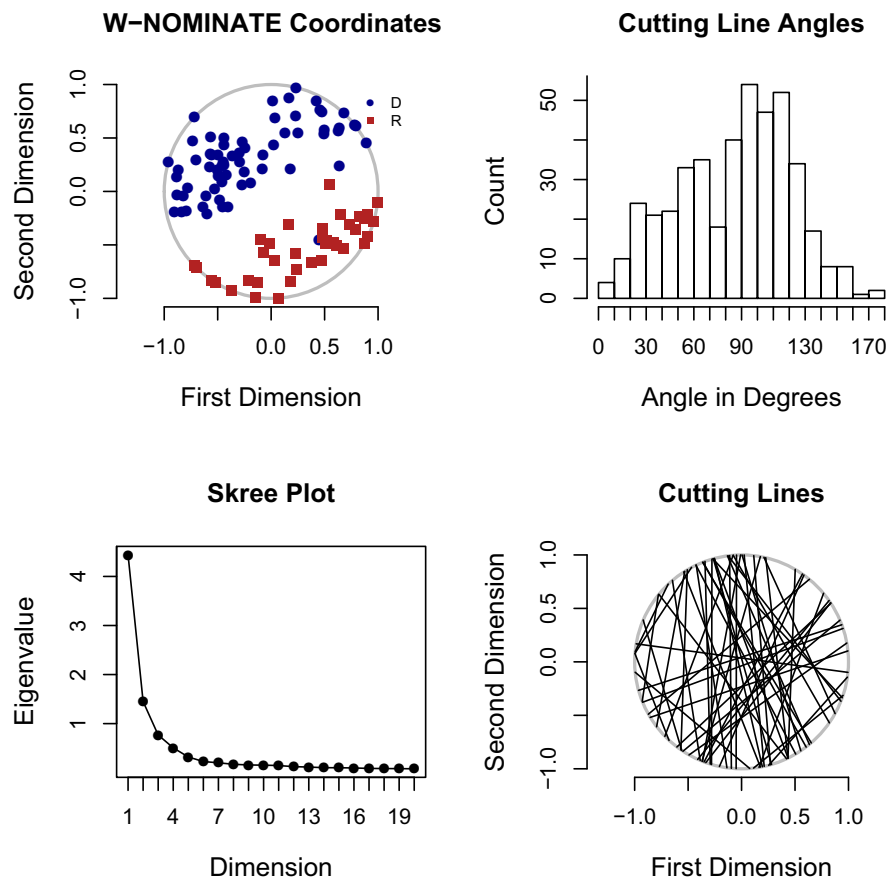 W−NOMINATE Coordinates
Second Dimension
1.0
0.5
0.0
−1.0
D
R
−1.0
0.0
0.5
1.0
First Dimension
Cutting Line Angles
Count
50
30
10
0
0
30
60
90
130
170
Angle in Degrees
Skree Plot
Eigenvalue
4
3
2
1
1
4
7
10
13
16
19
Dimension
Cutting Lines
Second Dimension
1.0
0.5
0.0
−1.0
−1.0
0.0
0.5
1.0
First Dimension